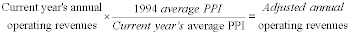 Current year's annual operating revenues × 1994 average PPI / Current year's average PPI = Adjusted annual operating revenues